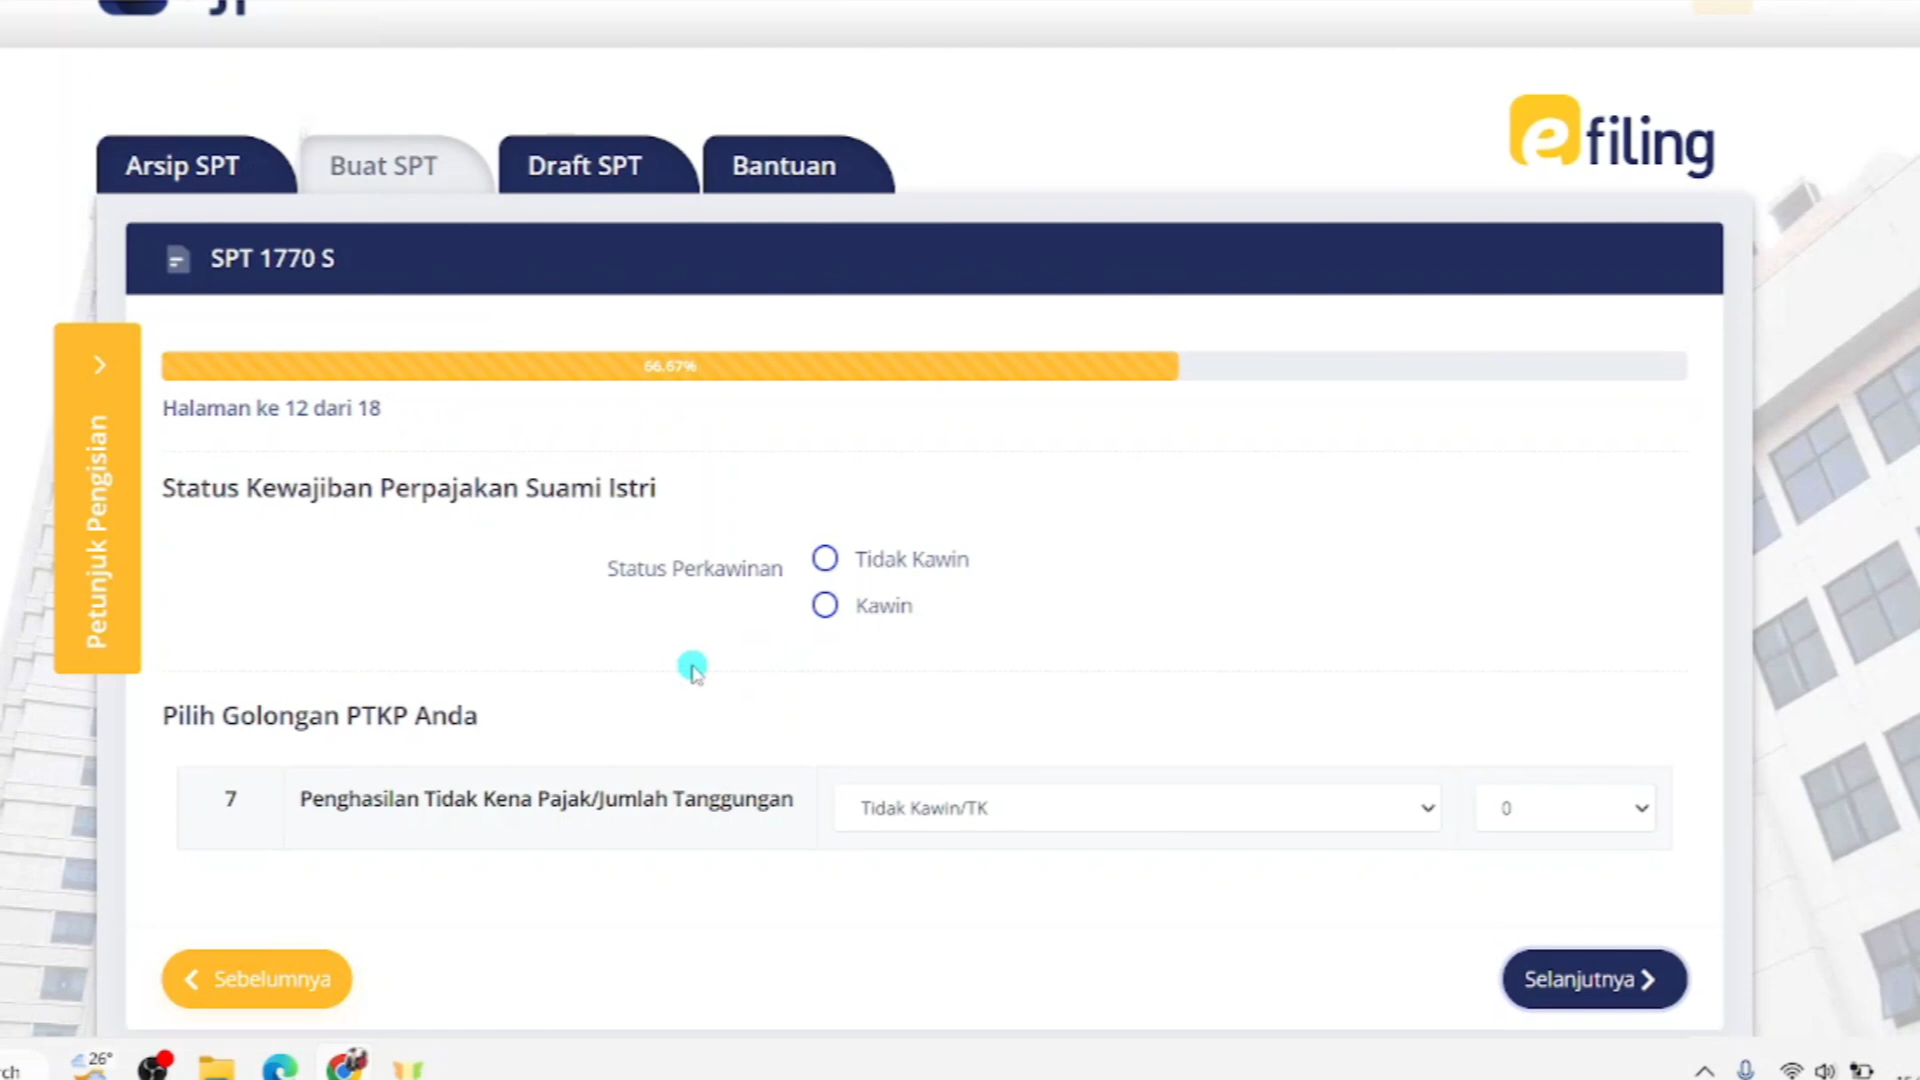 efiling
Arsip SPT
Buat SPT
Draft SPT
Bantuan
SPT 1770 S
Petunjuk Pengisian
66.67%
Halaman ke 12 dari 18
Status Kewajiban Perpajakan Suami Istri
Status Perkawinan
Tidak Kawin
Kawin
Pilih Golongan PTKP Anda
7 Penghasilan Tidak Kena Pajak/Jumlah Tanggungan Tidak Kawin/TK 0
Sebelumnya
Selanjutnya
26°